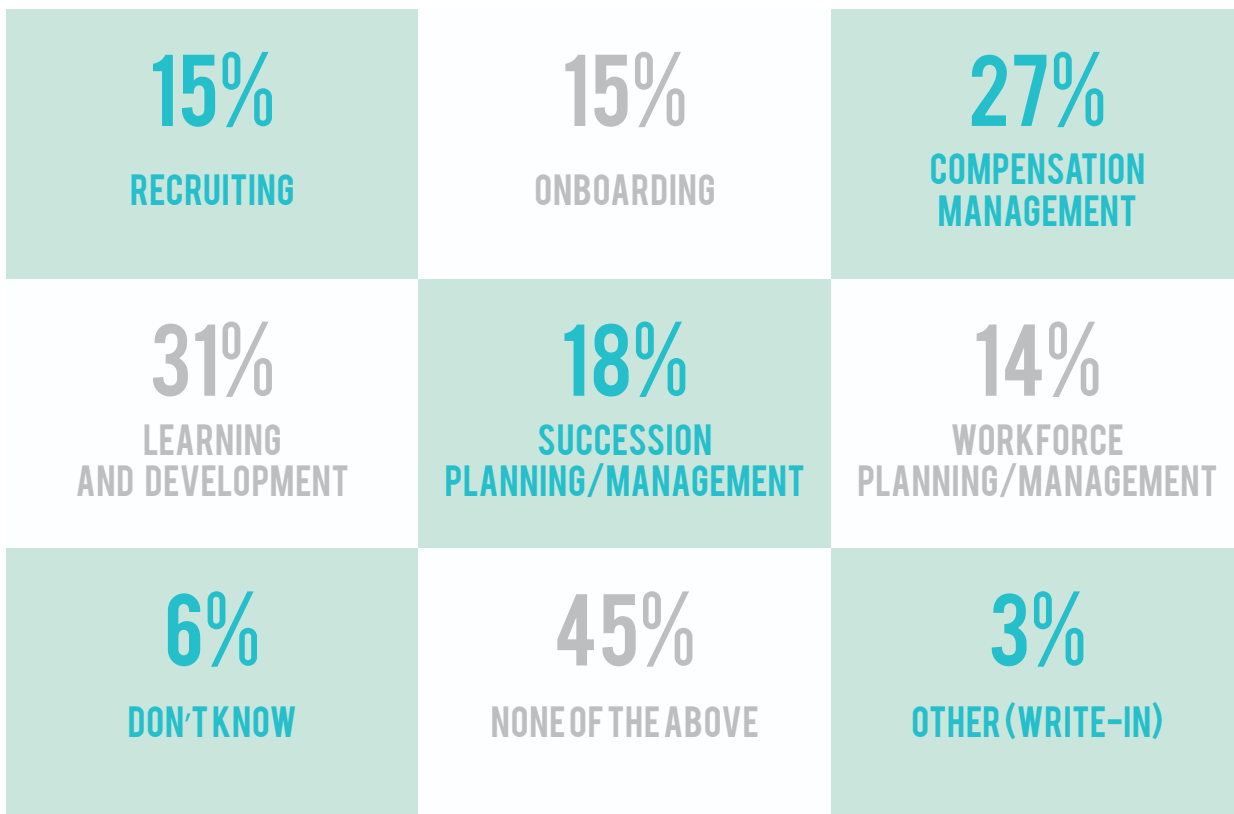 15%
RECRUITING
15%
ONBOARDING
27%
COMPENSATION
MANAGEMENT
31%
LEARNING
AND DEVELOPMENT
18%
SUCCESSION
PLANNING/MANAGEMENT
14%
WORKFORCE
PLANNING/MANAGEMENT
6%
DON'T KNOW
45%
NONE OF THE ABOVE
3%
OTHER (WRITE-IN)